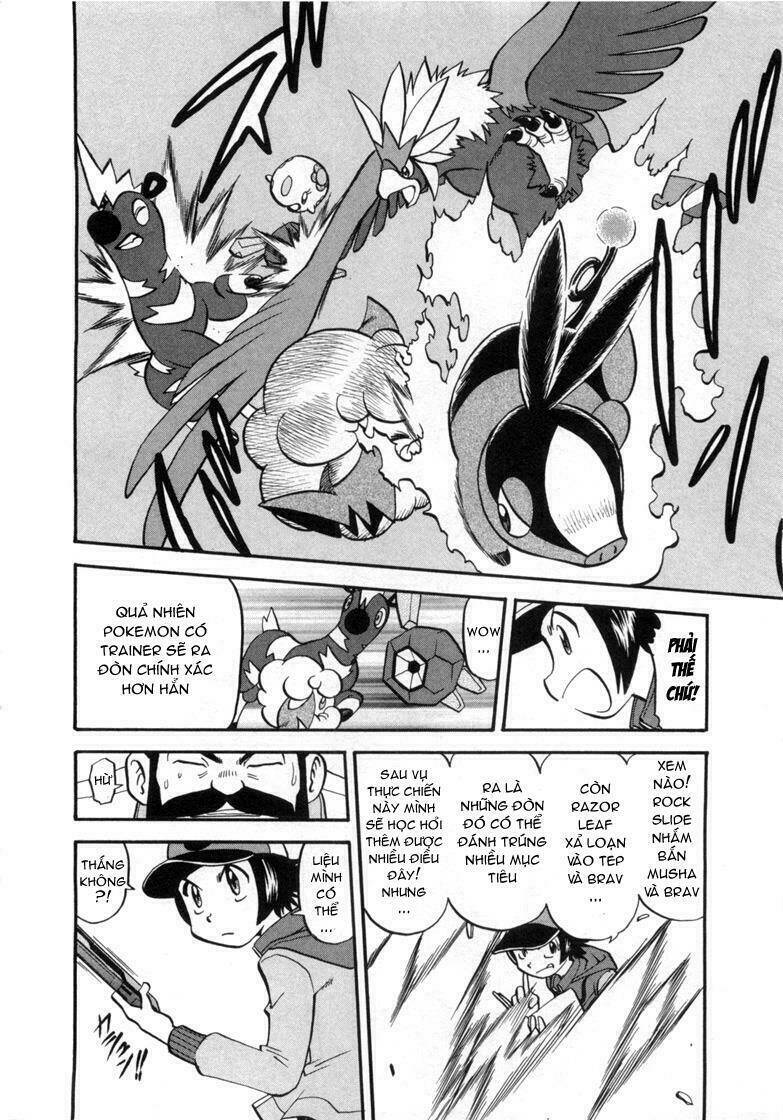 PHẢI
THẾ
CHỨ!
WOW
...
QUẢ NHIÊN
POKEMON CÓ
TRAINER SẼ RA
ĐÒN CHÍNH XÁC
HƠN HẲN
XEM
NÀO!
ROCK
SLIDE
NHẮM
BẮN
MUSHA
VÀ BRAV
CÒN
RAZOR
LEAF
XẢ LOẠN
VÀO TEP
VÀ BRAV
...
RA LÀ
NHỮNG ĐÒN
ĐÓ CÓ THỂ
ĐÁNH TRÚNG
NHIỀU MỤC
TIÊU
SAU VỤ
THỰC CHIẾN
NÀY MÌNH
SẼ HỌC HỎI
THÊM ĐƯỢC
NHIỀU ĐIỀU
ĐÂY!
NHƯNG
...
HỪ
LIỆU
MÌNH
CÓ
THỂ
THẮNG
KHÔNG
?!